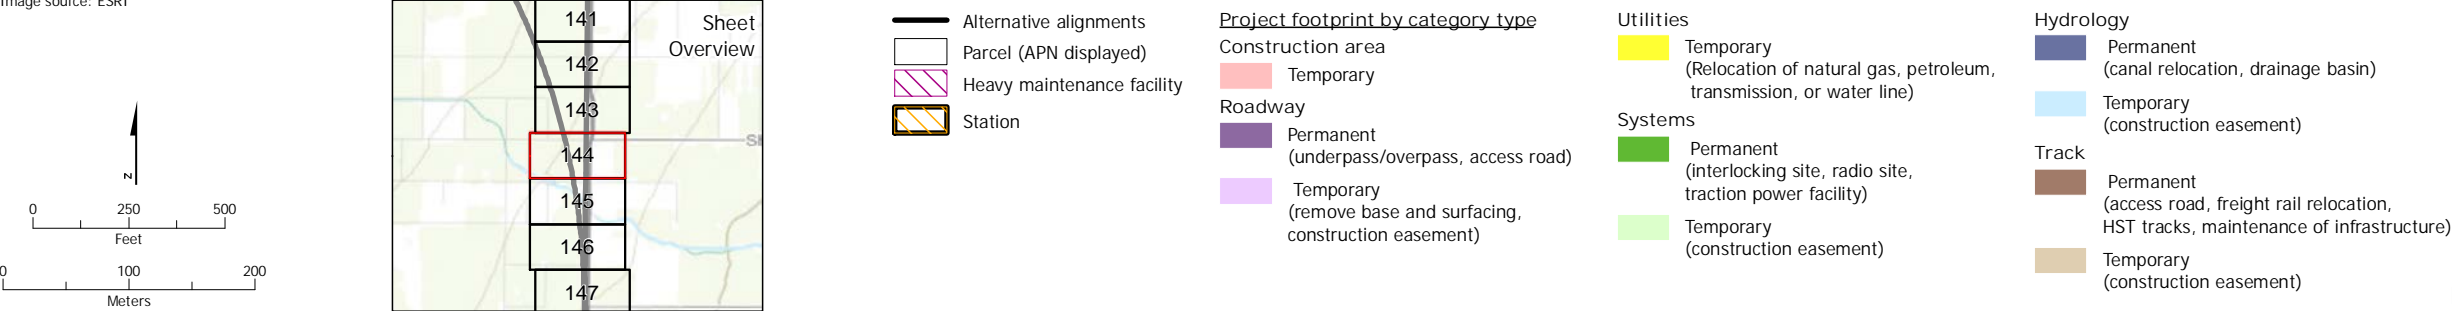 Image source: ESRI
N
0 250 500
Feet
0 100 200
Meters
Sheet
Overview
141
142
143
144
145
146
147
Alternative alignments
Parcel (APN displayed)
Heavy maintenance facility
Station
Project footprint by category type
Construction area
Temporary
Roadway
Permanent
(underpass/overpass, access road)
Temporary
(remove base and surfacing,
construction easement)
Utilities
Temporary
(Relocation of natural gas, petroleum,
transmission, or water line)
Systems
Permanent
(interlocking site, radio site,
traction power facility)
Temporary
(construction easement)
Hydrology
Permanent
(canal relocation, drainage basin)
Temporary
(construction easement)
Track
Permanent
(access road, freight rail relocation,
HST tracks, maintenance of infrastructure)
Temporary
(construction easement)